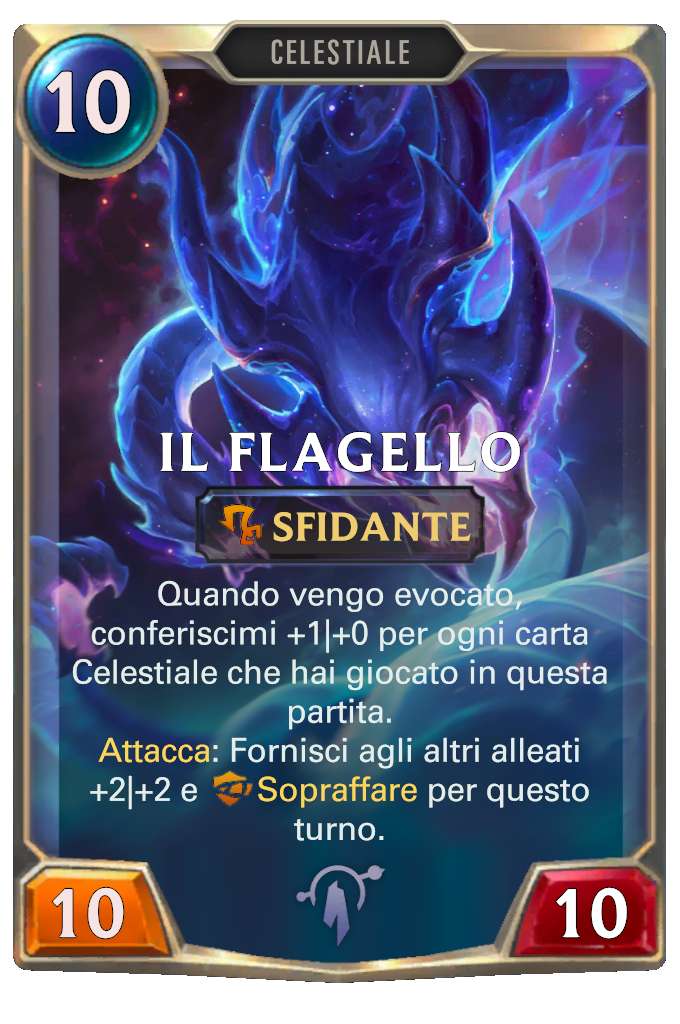 CELESTIALE
10
IL FLAGELLO
SFIDANTE
Quando vengo evocato,
conferiscimi +1|+0 per ogni carta
Celestiale che hai giocato in questa
partita.
Attacca: Fornisci agli altri alleati
+2|+2 e Sopraffare per questo
turno.
10
10